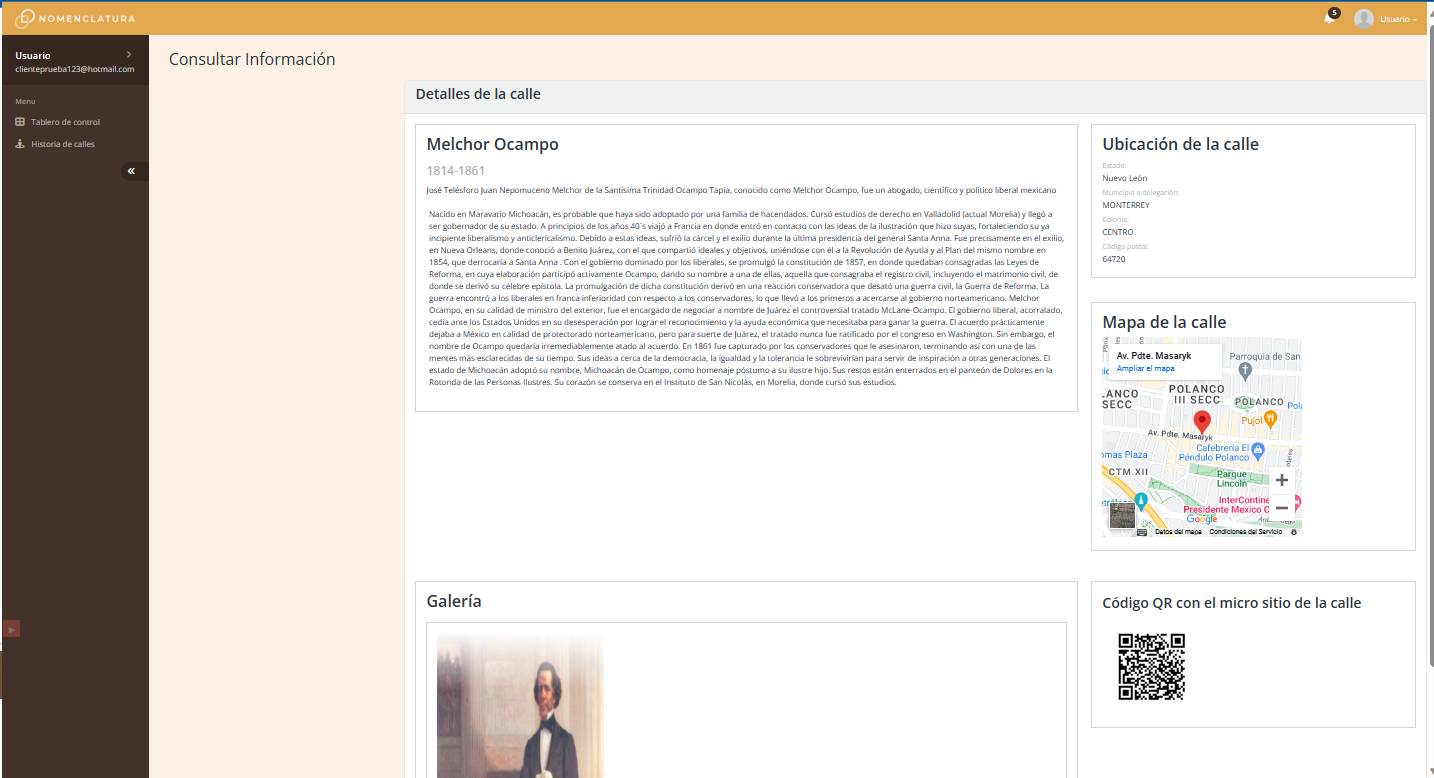 NOMENCLATURA
5
Usuario
Usuario
clienteprueba123@hotmail.com
Menu
Tablero de control
Historia de calles
Consultar Información
Detalles de la calle
Melchor Ocampo
1814-1861
José Telésforo Juan Nepomuceno Melchor de la Santísima Trinidad Ocampo Tapia, conocido como Melchor Ocampo, fue un abogado, científico y político liberal mexicano
Nacido en Maravatío Michoacán, es probable que haya sido adoptado por una familia de hacendados. Cursó estudios de derecho en Valladolid (actual Morelia) y llegó a
ser gobernador de su estado. A principios de los años 40´s viajó a Francia en donde entró en contacto con las ideas de la ilustración que hizo suyas, fortaleciendo su ya
incipiente liberalismo y anticlericalismo. Debido a estas ideas, sufrió la cárcel y el exilio durante la última presidencia del general Santa Anna. Fue precisamente en el exilio,
en Nueva Orleans, donde conoció a Benito Juárez, con el que compartió ideales y objetivos, uniéndose con él a la Revolución de Ayutla y al Plan del mismo nombre en
1854, que derrocaría a Santa Anna . Con el gobierno dominado por los liberales, se promulgó la constitución de 1857, en donde quedaban consagradas las Leyes de
Reforma, en cuya elaboración participó activamente Ocampo, dando su nombre a una de ellas, aquella que consagraba el registro civil, incluyendo el matrimonio civil, de
donde se derivó su célebre epístola. La promulgación de dicha constitución derivó en una reacción conservadora que desató una guerra civil, la Guerra de Reforma. La
guerra encontró a los liberales en franca inferioridad con respecto a los conservadores, lo que llevó a los primeros a acercarse al gobierno norteamericano. Melchor
Ocampo, en su calidad de ministro del exterior, fue el encargado de negociar a nombre de Juárez el controversial tratado McLane-Ocampo. El gobierno liberal, acorralado,
cedía ante los Estados Unidos en su desesperación por lograr el reconocimiento y la ayuda económica que necesitaba para ganar la guerra. El acuerdo prácticamente
dejaba a México en calidad de protectorado norteamericano, pero para suerte de Juárez, el tratado nunca fue ratificado por el congreso en Washington. Sin embargo, el
nombre de Ocampo quedaría irremediablemente atado al acuerdo. En 1861 fue capturado por los conservadores que le asesinaron, terminando así con una de las
mentes más esclarecidas de su tiempo. Sus ideas a cerca de la democracia, la igualdad y la tolerancia le sobrevivirían para servir de inspiración a otras generaciones. El
estado de Michoacán adoptó su nombre, Michoacán de Ocampo, como homenaje póstumo a su ilustre hijo. Sus restos están enterrados en el panteón de Dolores en la
Rotonda de las Personas Ilustres. Su corazón se conserva en el Instituto de San Nicolás, en Morelia, donde cursó sus estudios.
Ubicación de la calle
Estado:
Nuevo León
Municipio o delegación:
MONTERREY
Colonia:
CENTRO
Código postal:
64720
Mapa de la calle
Av. Pdte. Masaryk
Ampliar el mapa
Parroquia de San
POLANCO
III SECC
LANCO
SECC
POLANCO
Pujol
Av. Pdte. Masaryk
Cafebrería El
Péndulo Polanco
omas Plaza
CTM XII
Parque
Lincoln
InterContine
Presidente Mexico C
Google
Datos del mapa
Condiciones del Servicio
Galería
Código QR con el micro sitio de la calle